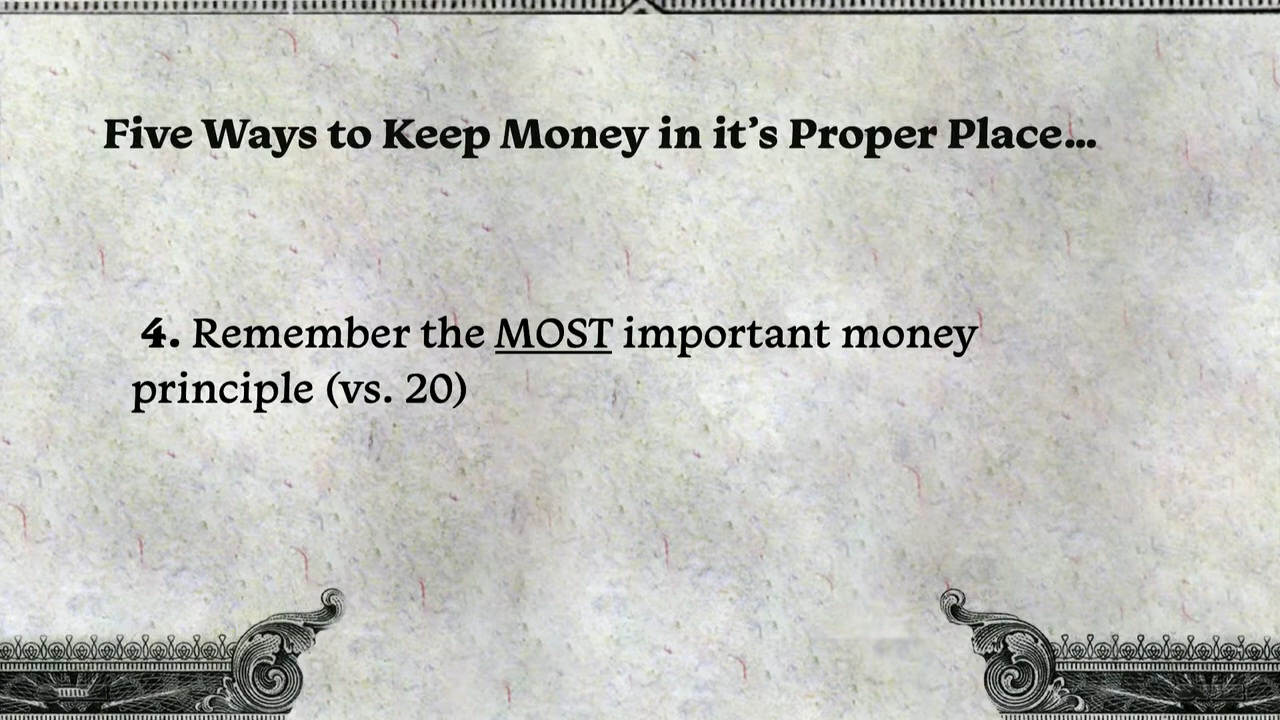 Five Ways to Keep Money in it’s Proper Place...
4. Remember the MOST important money
principle (vs. 20)